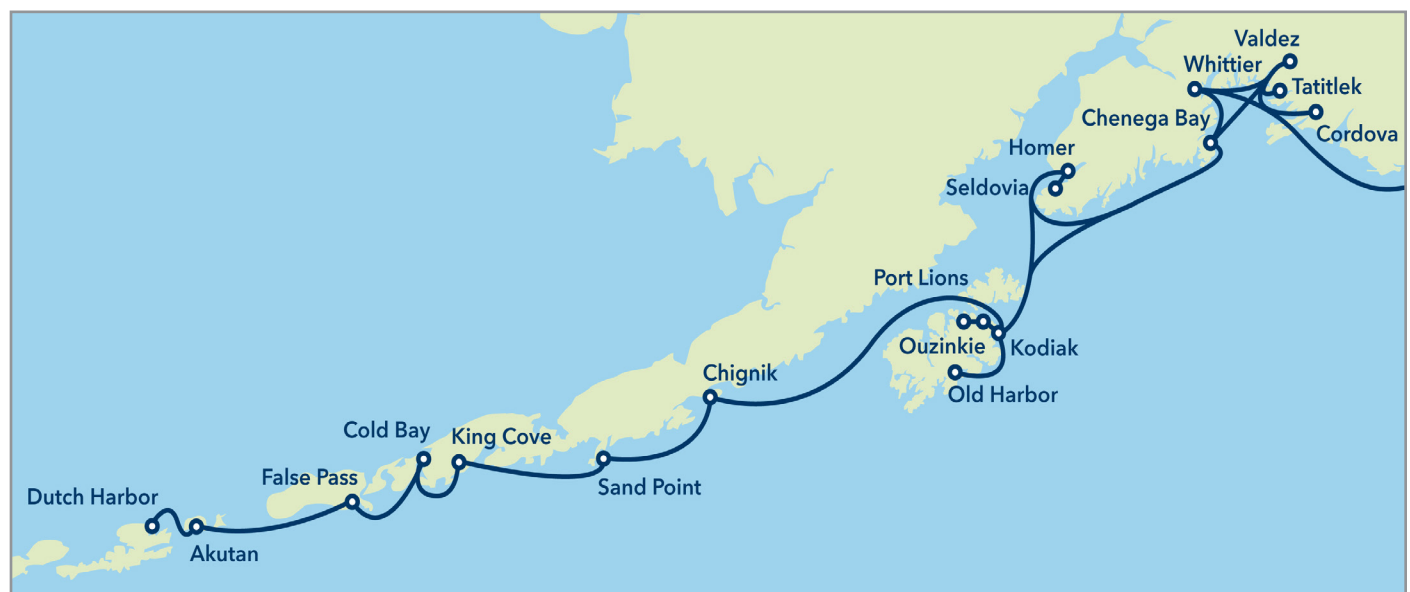 Valdez
Whittier
Tatitlek
Chenega Bay
Cordova
Homer
Seldovia
Port Lions
Ouzinkie
Kodiak
Chignik
Old Harbor
Cold Bay
King Cove
False Pass
Sand Point
Dutch Harbor
Akutan